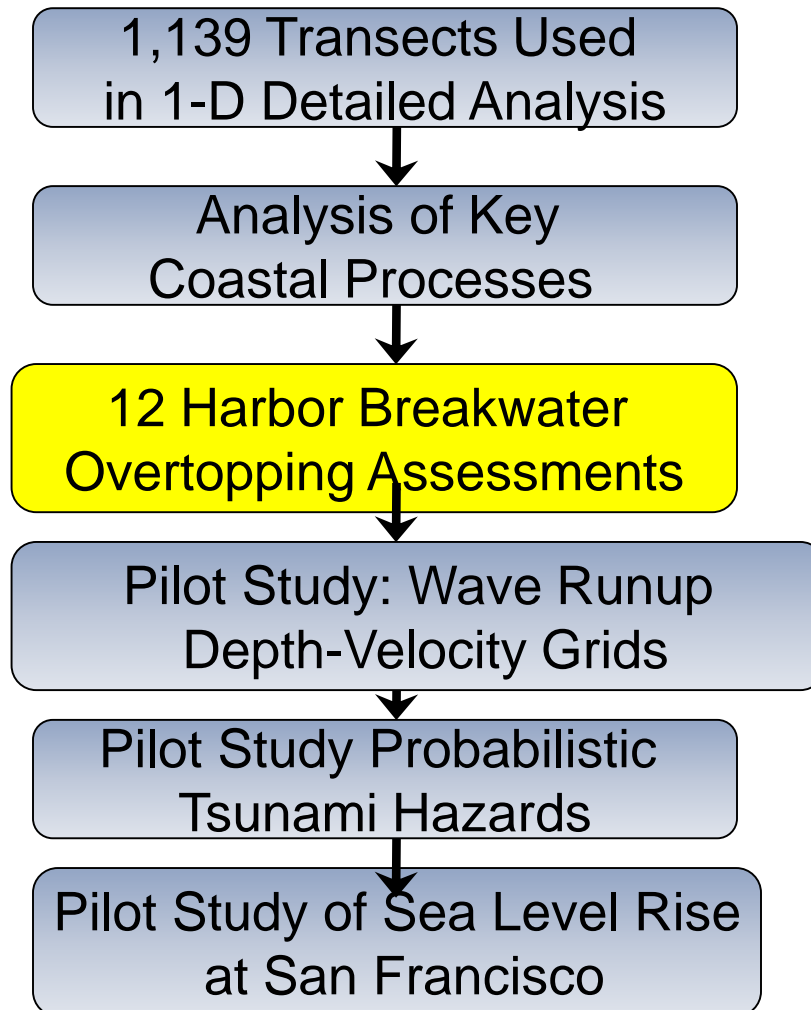 1,139 Transects Used
in 1-D Detailed Analysis
Analysis of Key
Coastal Processes
12 Harbor Breakwater
Overtopping Assessments
Pilot Study: Wave Runup
Depth-Velocity Grids
Pilot Study Probabilistic
Tsunami Hazards
Pilot Study of Sea Level Rise
at San Francisco